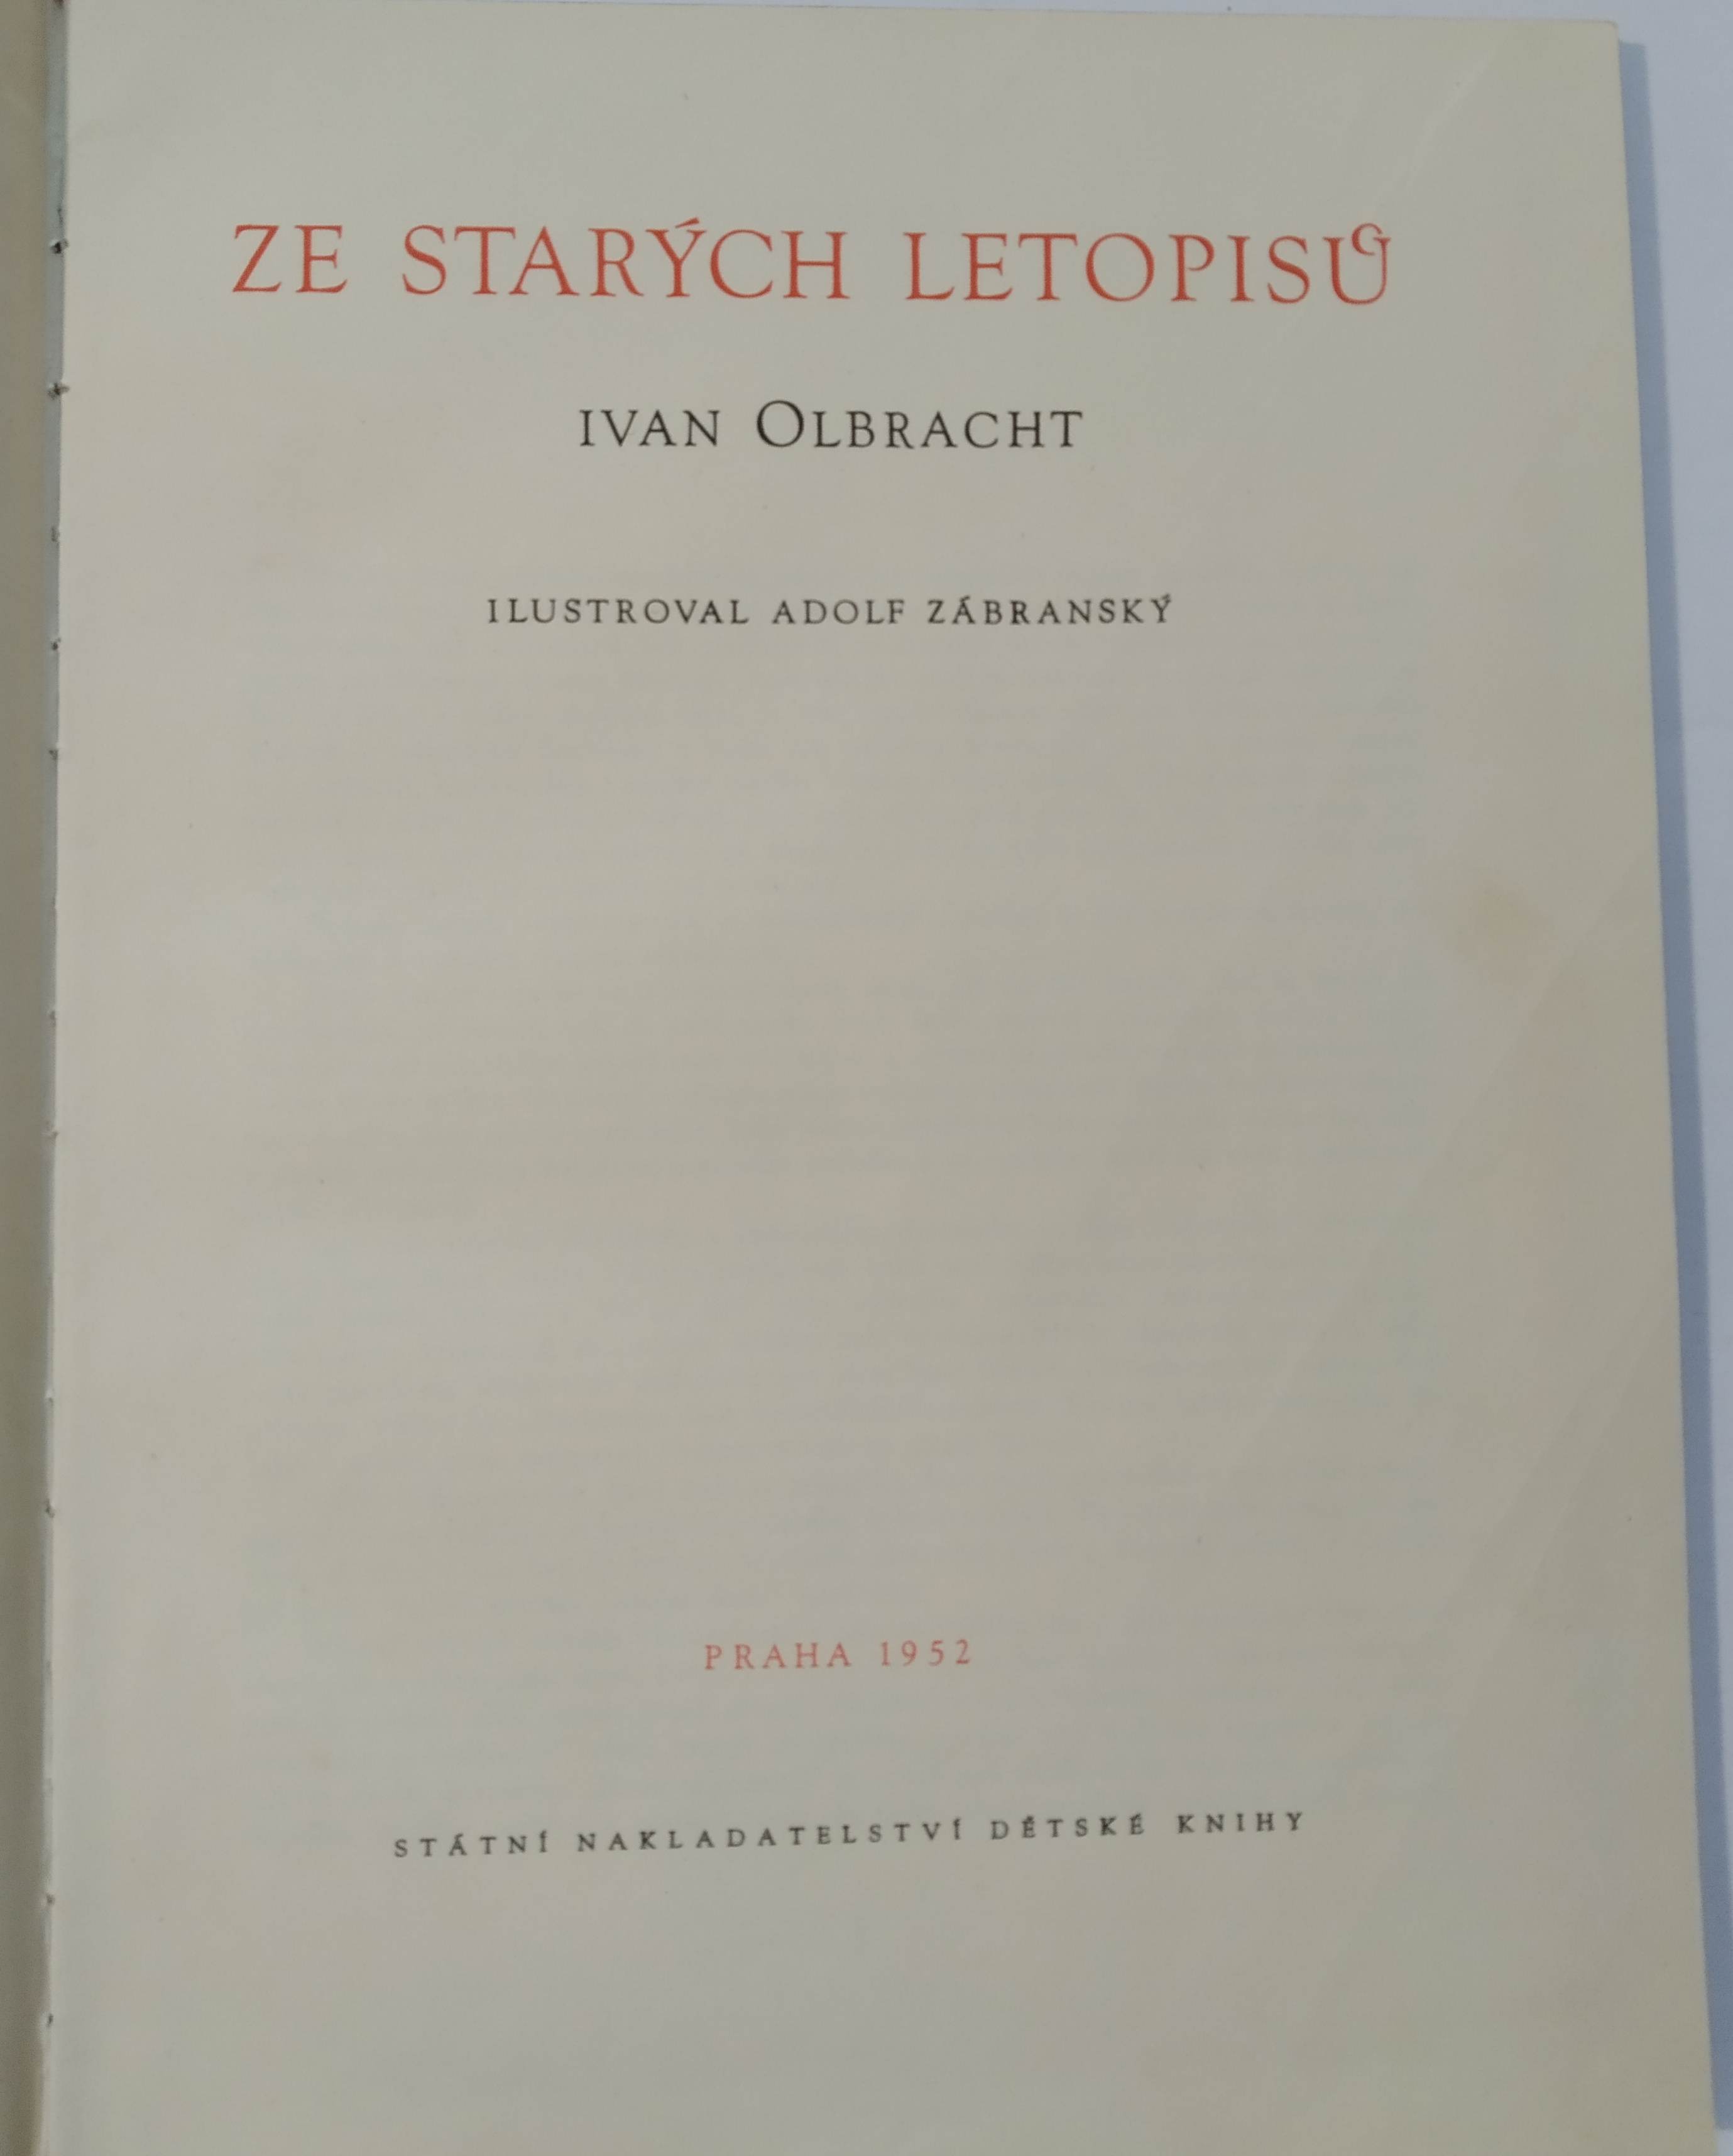 ZE STARÝCH LETOPISŮ
IVAN OLBRACHT
ILUSTROVAL ADOLF ZÁBRANSKÝ
PRAHA 1952
STÁTNÍ NAKLADATELSTVÍ DĚTSKÉ KNIHY